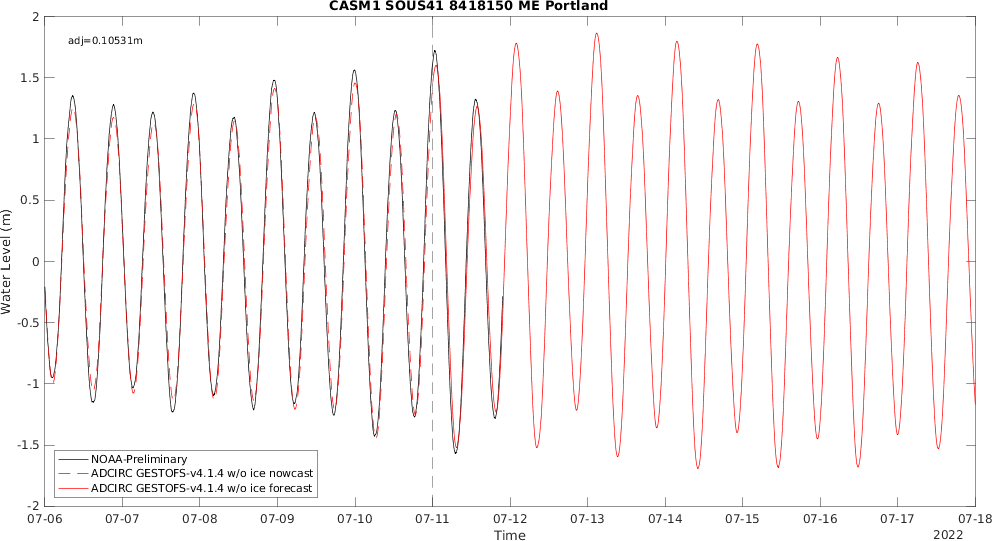 CASM1 SOUS41 8418150 ME Portland
adj=0.10531m
2
1.5
1
0.5
0
-0.5
-1
-1.5
-2
Water Level (m)
NOAA-Preliminary
ADCIRC GESTOFS-v4.1.4 w/o ice nowcast
ADCIRC GESTOFS-v4.1.4 w/o ice forecast
07-06 07-07 07-08 07-09 07-10 07-11 07-12 07-13 07-14 07-15 07-16 07-17 07-18
Time
2022